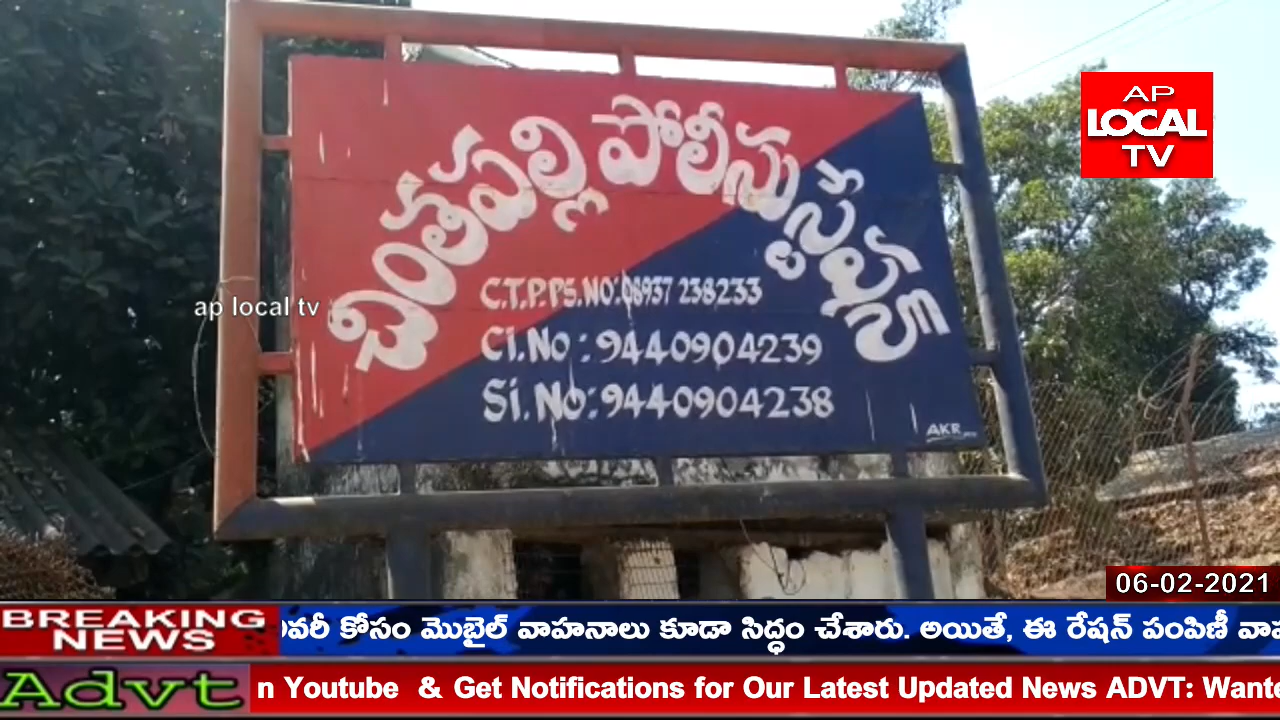 AP
LOCAL
TV
చింతపల్లి పోలీసు స్టేషన్
C.T.P.PS.NO: 08937 238233
ap local tv
CI.No : 9440904239
Si.No: 9440904238
AKR
06-02-2021
BREAKING
NEWS
కోసం మొబైల్ వాహనాలు కూడా సిద్ధం చేశారు. అయితే, ఈ రేషన్ పంపిణీ
Advt
n Youtube & Get Notifications for Our Latest Updated News ADVT: Wante